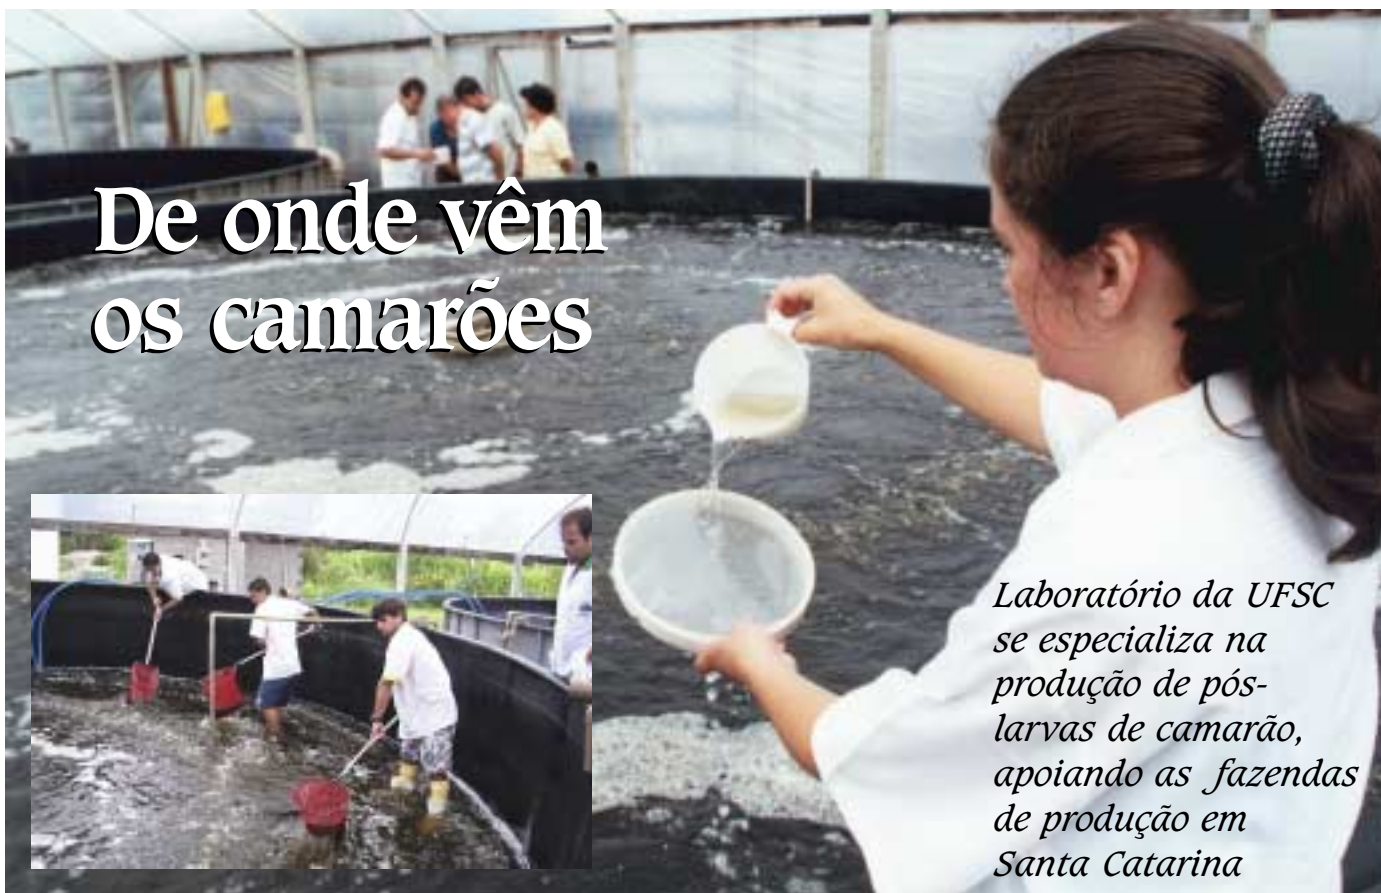 De onde vêm
os camarões
Laboratório da UFSC
se especializa na
produção de pós-
larvas de camarão,
apoiando as fazendas
de produção em
Santa Catarina